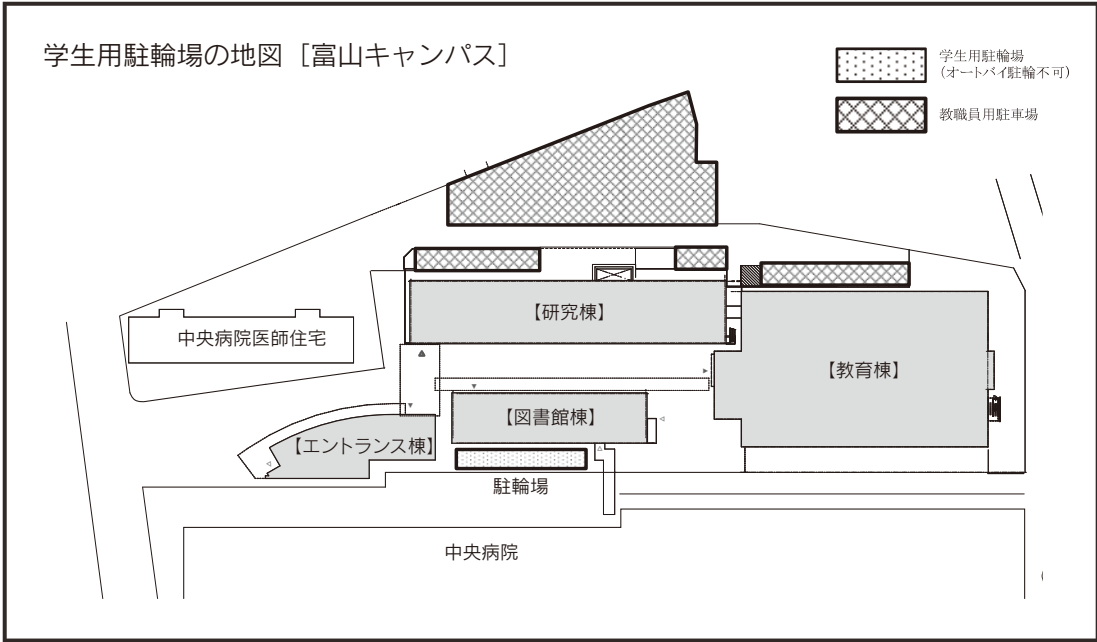 学生用駐輪場の地図［富山キャンパス］
学生用駐輪場
(オートバイ駐輪不可)
教職員用駐車場
【研究棟】
中央病院医師住宅
【教育棟】
【図書館棟】
【エントランス棟】
駐輪場
中央病院